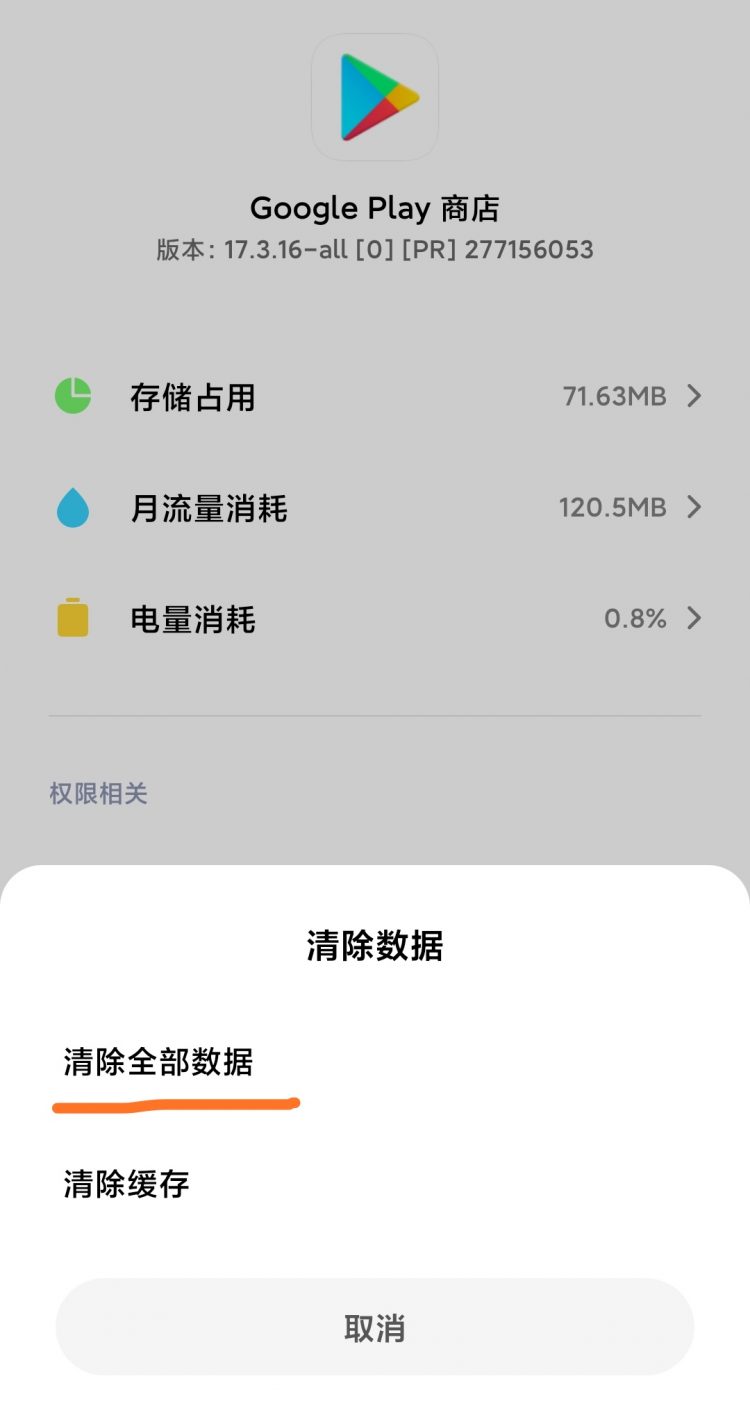 Google Play 商店
版本: 17.3.16-all [0] [PR] 277156053
存储占用 71.63MB
月流量消耗 120.5MB
电量消耗 0.8%
权限相关
清除数据
清除全部数据
清除缓存
取消